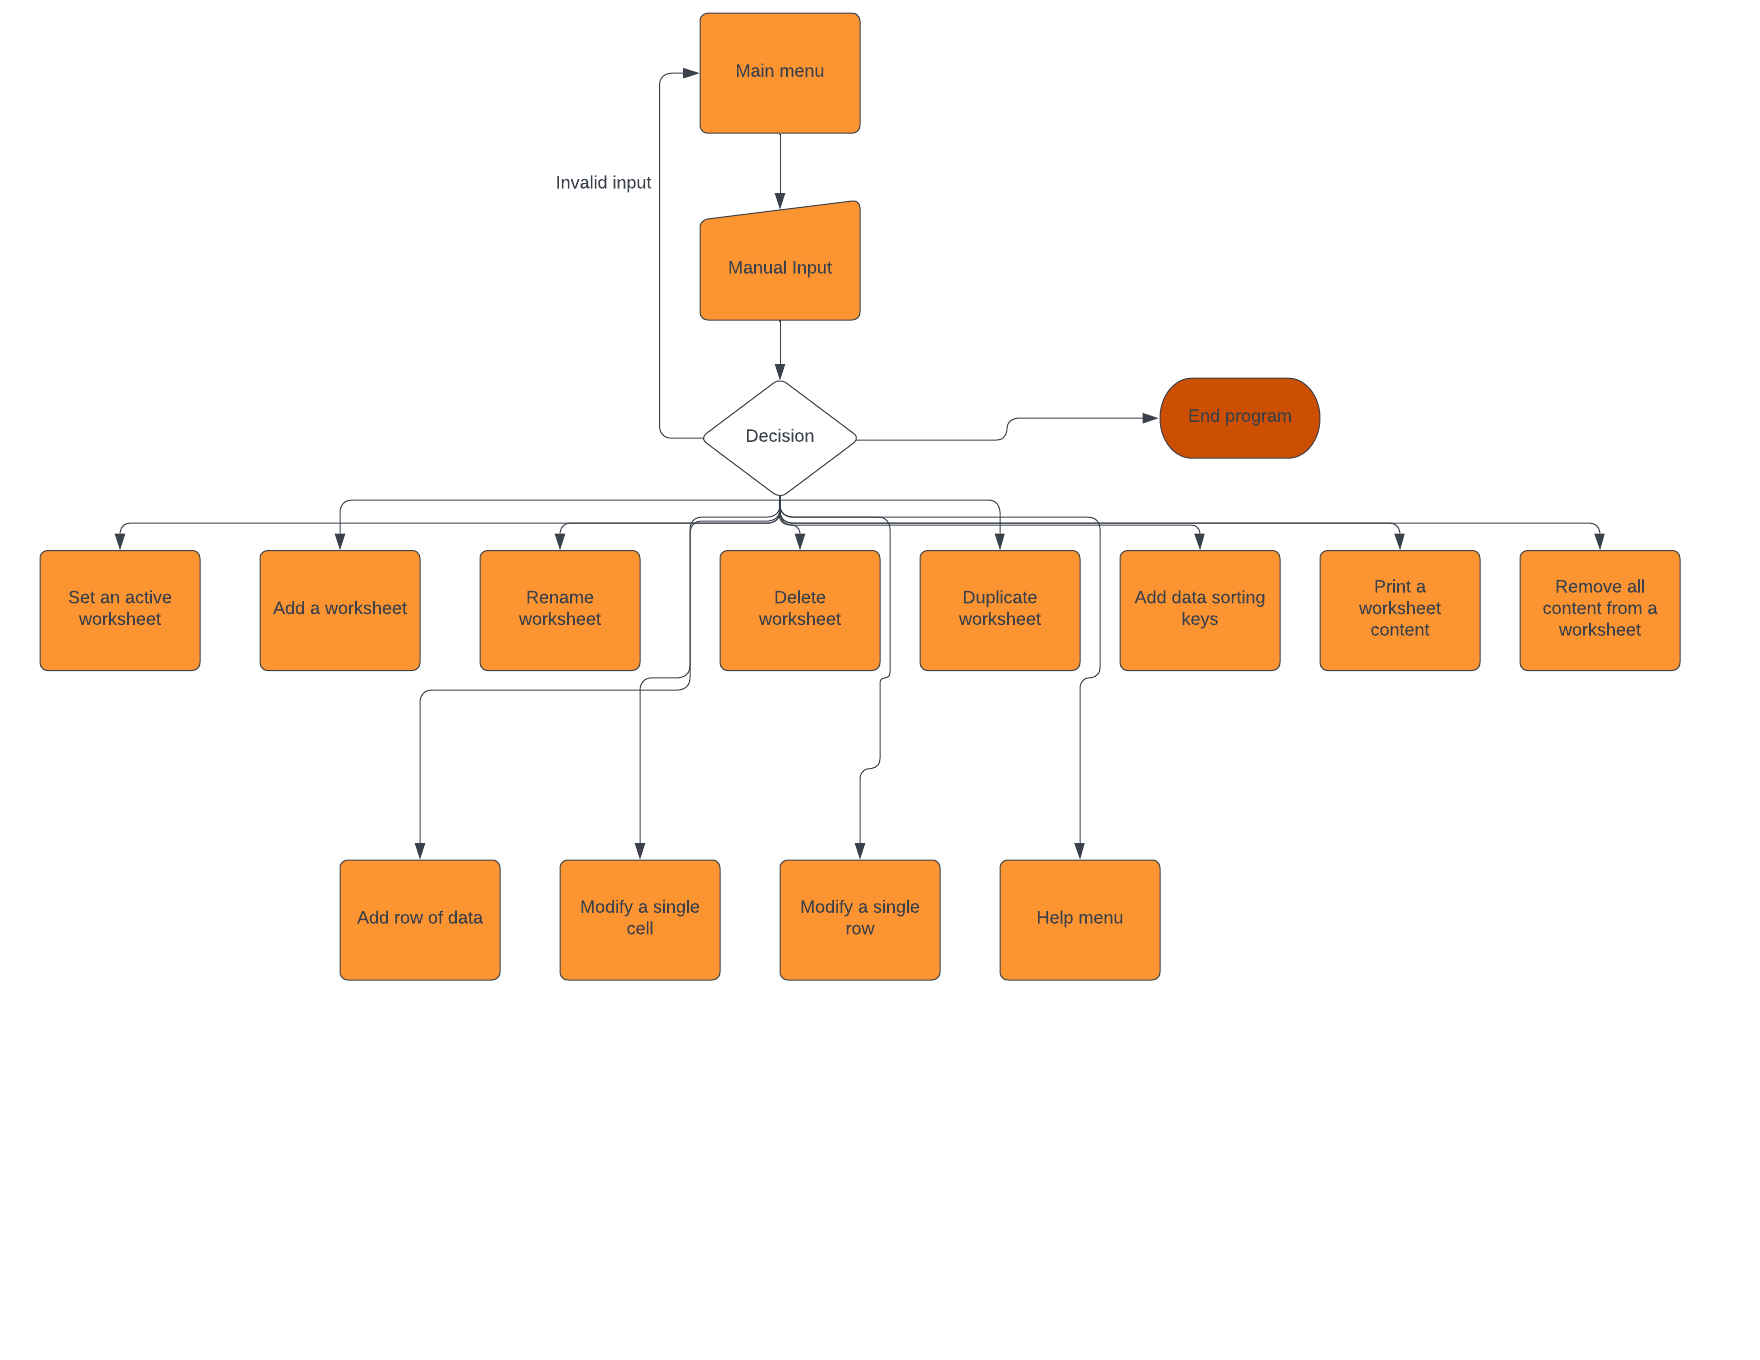 Main menu
Invalid input
Manual Input
Decision
End program
Set an active
worksheet
Add a worksheet
Rename
worksheet
Delete
worksheet
Duplicate
worksheet
Add data sorting
keys
Print a
worksheet
content
Remove all
content from a
worksheet
Add row of data
Modify a single
cell
Modify a single
row
Help menu